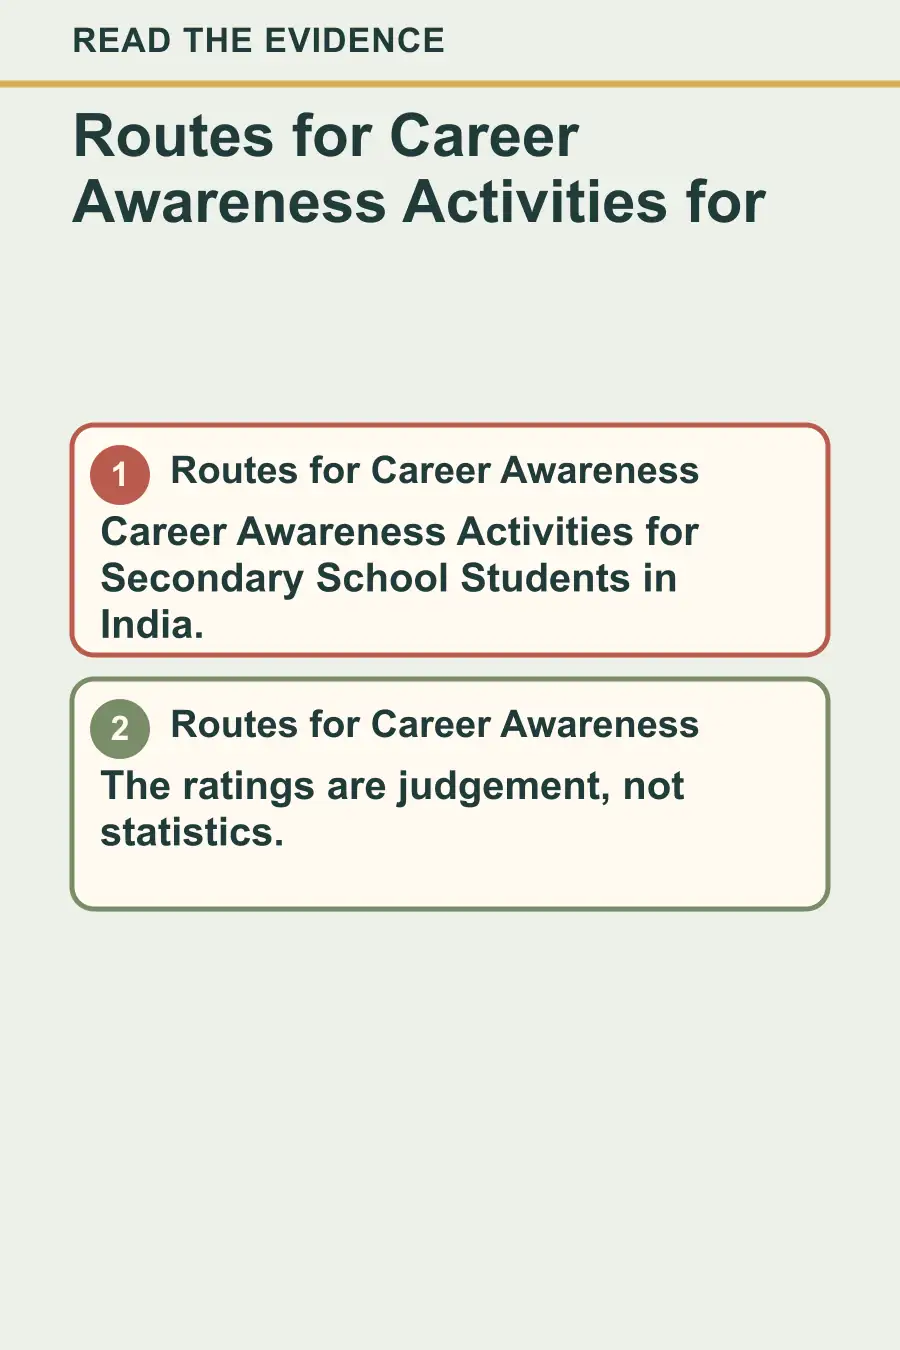 READ THE EVIDENCE
Routes for Career
Awareness Activities for
1 Routes for Career Awareness
Career Awareness Activities for
Secondary School Students in
India.
2 Routes for Career Awareness
The ratings are judgement, not
statistics.